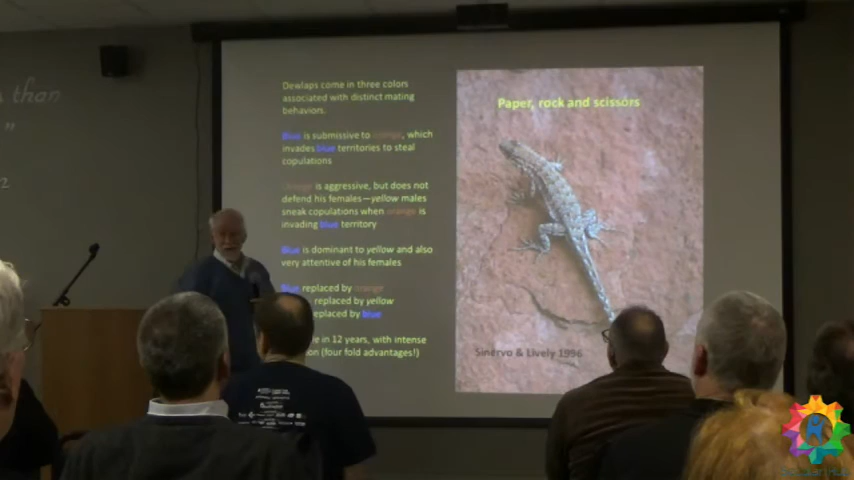 s than
"
2
Dewlaps come in three colors
associated with distinct mating
behaviors.
Blue is submissive to orange, which
invades blue territories to steal
copulations
Orange is aggressive, but does not
defend his females—yellow males
sneak copulations when orange is
invading blue territory
Blue is dominant to yellow and also
very attentive of his females
Blue replaced by orange
replaced by yellow
replaced by blue
in 12 years, with intense
(four fold advantages!)
Paper, rock and scissors
Sinervo & Lively 1996